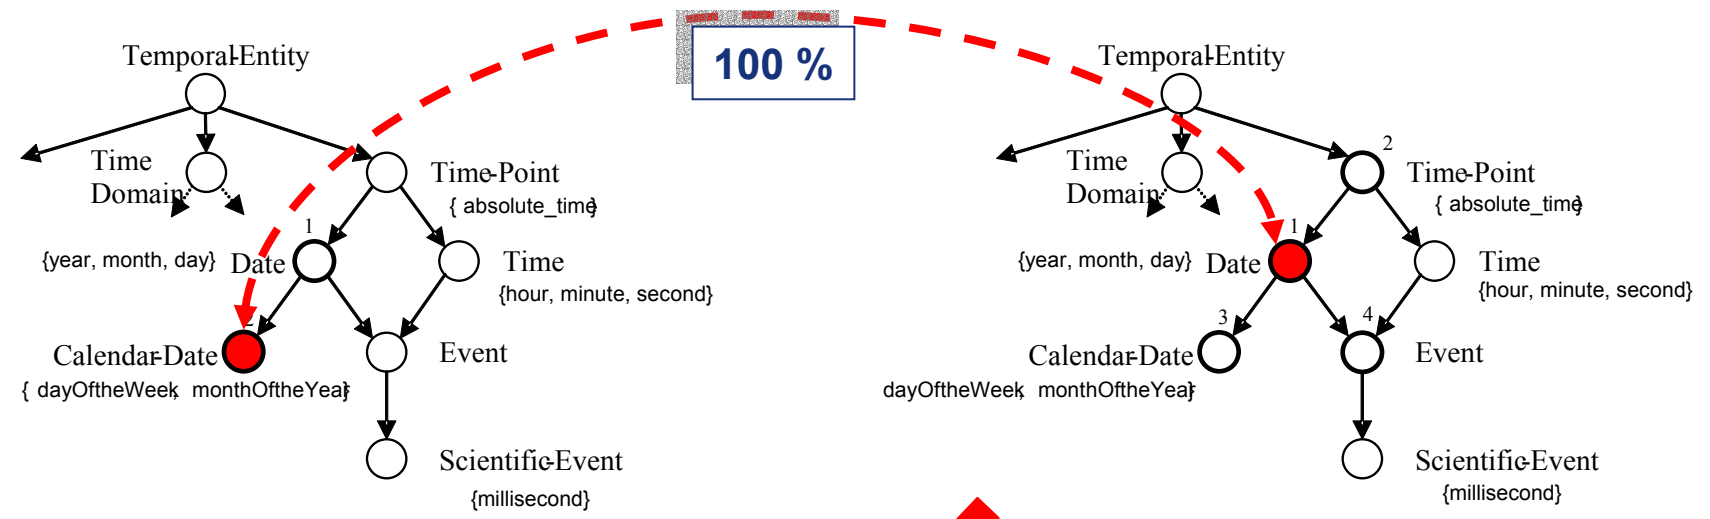 100 %
Temporal-Entity
Time
Domain
Time-Point
{ absolute_time}
1
{year, month, day} Date
Time
{hour, minute, second}
2
Calendar-Date
Event
{ dayOftheWeek, monthOftheYear}
Scientific-Event
{millisecond}
Temporal-Entity
2
Time
Domain
Time-Point
{ absolute_time}
1
{year, month, day} Date
Time
{hour, minute, second}
3
4
Calendar-Date
Event
dayOftheWeek, monthOftheYear}
Scientific-Event
{millisecond}